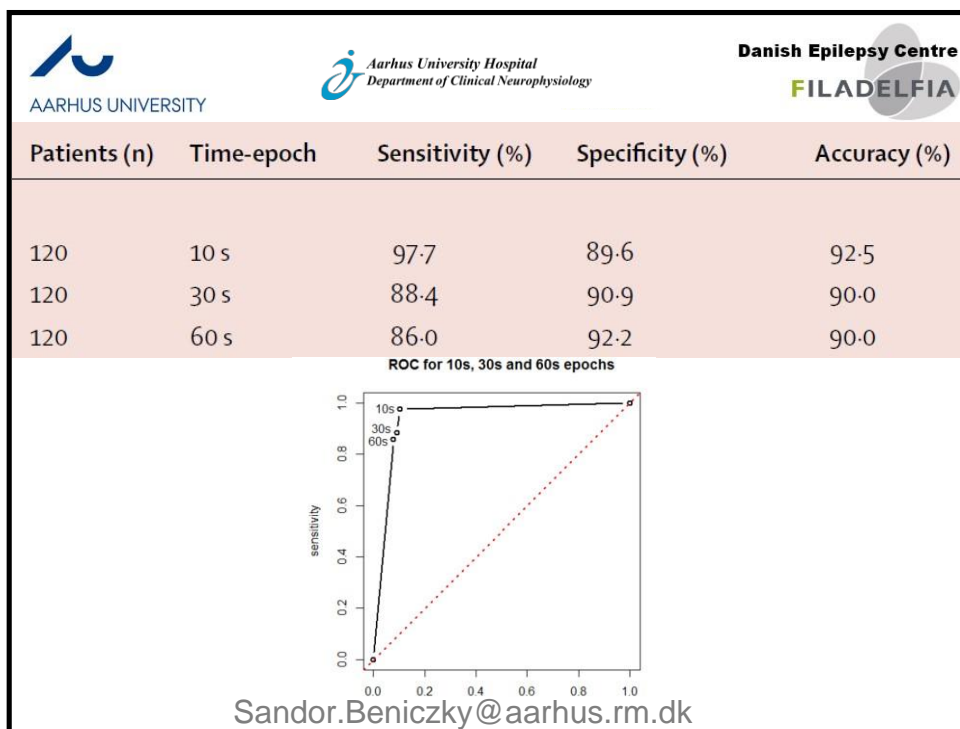 AARHUS UNIVERSITY
Aarhus University Hospital
Department of Clinical Neurophysiology
Danish Epilepsy Centre
FILADELFIA
Patients (n) Time-epoch Sensitivity (%) Specificity (%) Accuracy (%)
120 10 s 97·7 89·6 92·5
120 30 s 88·4 90·9 90·0
120 60 s 86·0 92·2 90·0
ROC for 10s, 30s and 60s epochs
1.0
0.8
0.6
0.4
0.2
0.0
sensitivity
10s
30s
60s
0.0 0.2 0.4 0.6 0.8 1.0
Sandor.Beniczky@aarhus.rm.dk